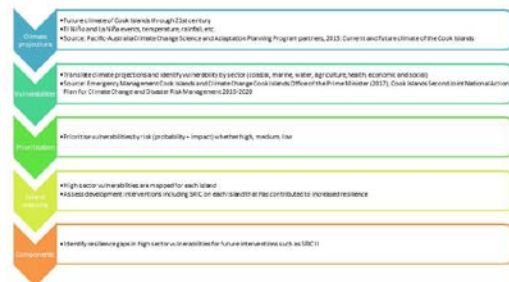 Climate
projections
•Future climate of Cook Islands through 21st century
•El Niño and La Niña events, temperature, rainfall, etc.
•Source: Pacific-Australia Climate Change Science and Adaptation Planning Program partners, 2015: Current and future climate of the Cook Islands
Vulnerabilities
•Translate climate projections and identify vulnerability by sector (coastal, marine, water, agriculture, health, economic and social)
•Source: Emergency Management Cook Islands and Climate Change Cook Islands Office of the Prime Minister (2017), Cook Islands Second Joint National Action
Plan for Climate Change and Disaster Risk Management 2016-2020
Prioritisation
•Prioritise vulnerabilities by risk (probability + impact) whether high, medium, low
Island
•High sector vulnerabilities are mapped for each island
•Assess development interventions including SRIC on each island that has contributed to increased resilience
Components
•Identify resilience gaps in high sector vulnerabilities for future interventions such as SRIC II